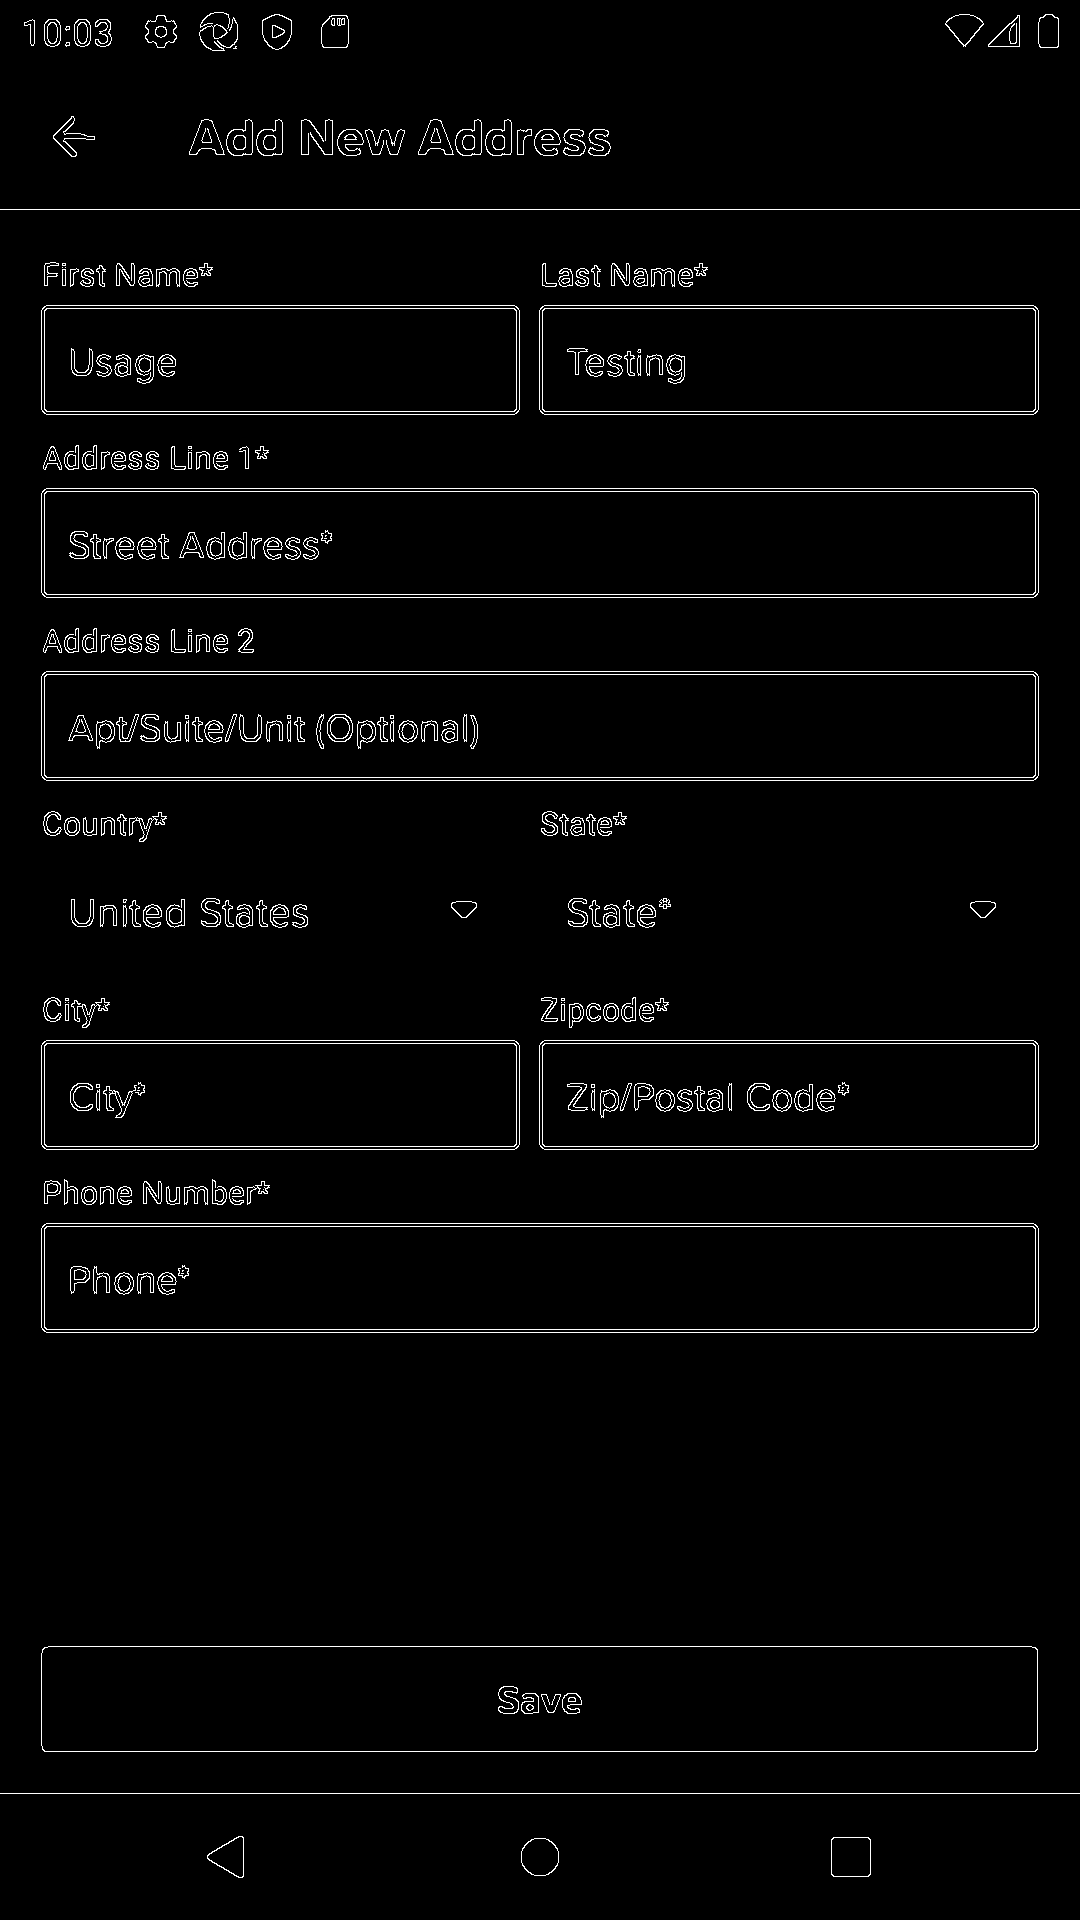 10:03
Add New Address
First Name* Last Name*
Usage Testing
Address Line 1*
Street Address*
Address Line 2
Apt/Suite/Unit (Optional)
Country* State*
United States State*
City* Zipcode*
City* Zip/Postal Code*
Phone Number*
Phone*
Save